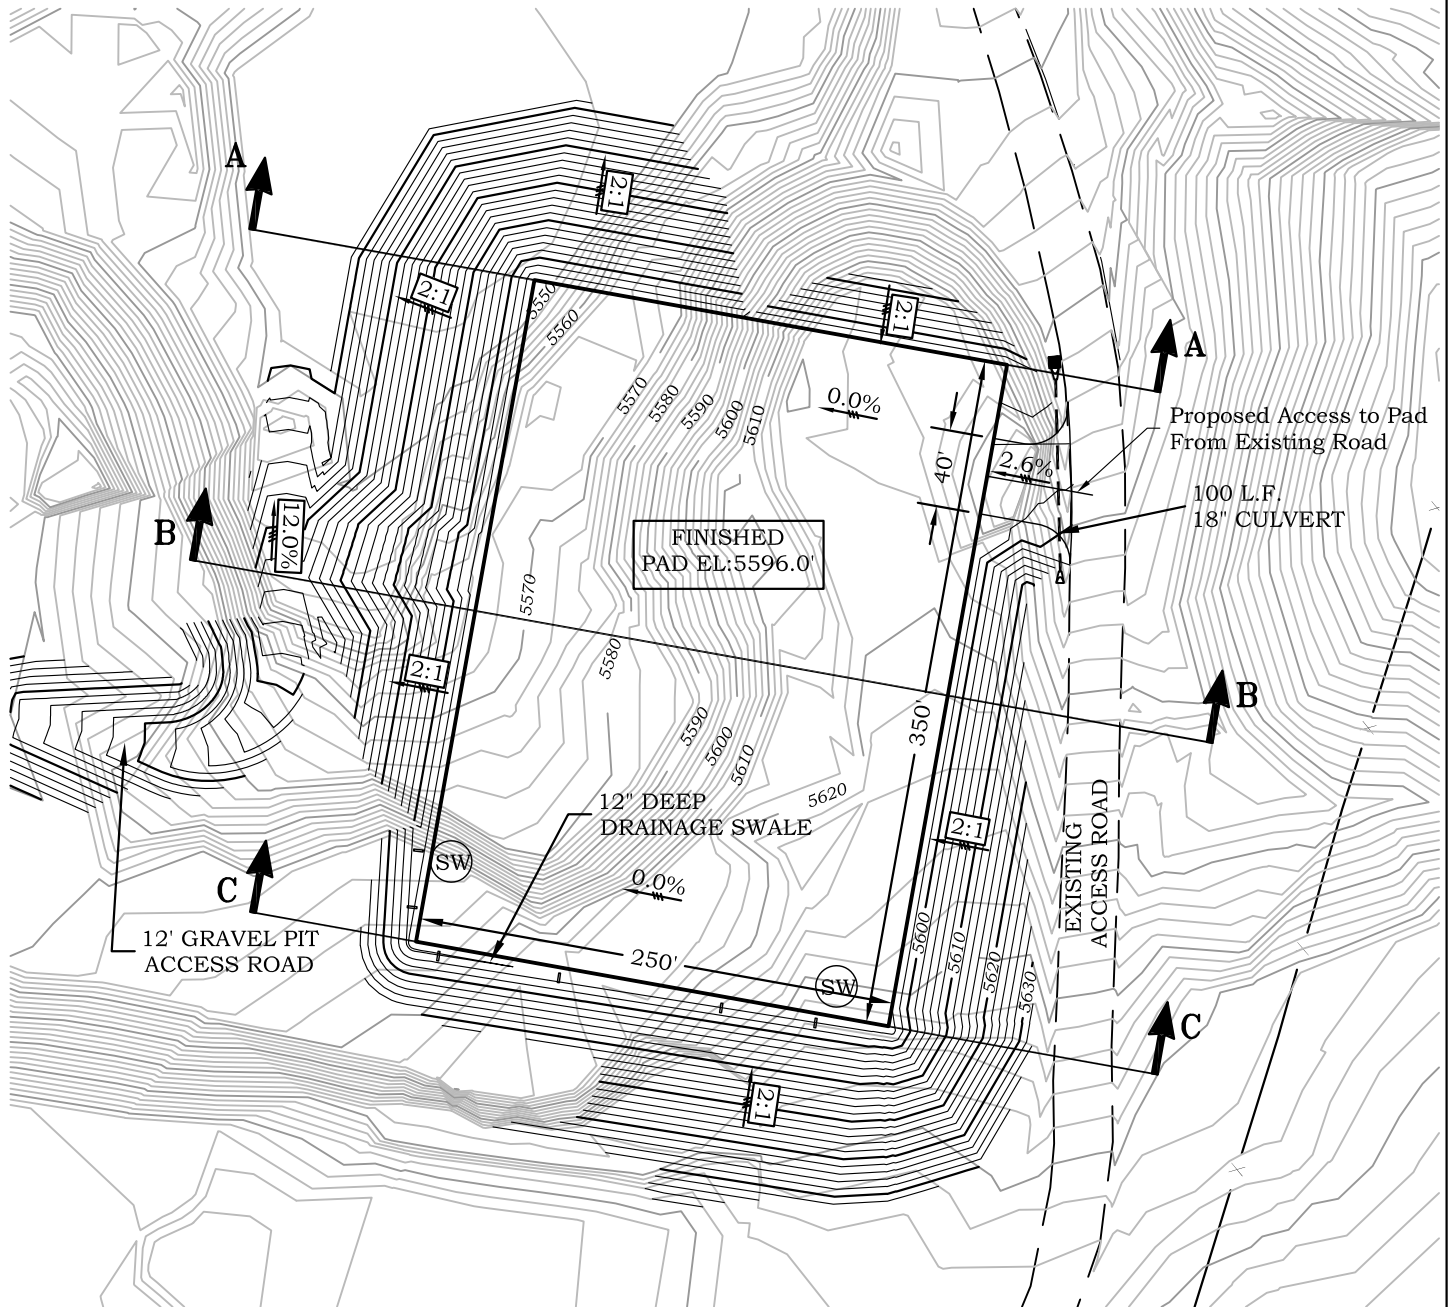 A
2:1
2:1
5550
5560
2:1
A
5570
5580
5590
5600
5610
0.0%
40'
2.6%
Proposed Access to Pad
From Existing Road
100 L.F.
18" CULVERT
B
12.0%
FINISHED
PAD EL:5596.0'
5570
5580
2:1
B
350'
5590
5600
5610
5620
12" DEEP
DRAINAGE SWALE
2:1
EXISTING
ACCESS ROAD
SW
C
0.0%
12' GRAVEL PIT
ACCESS ROAD
250'
SW
5600
5610
5620
5630
C
2:1